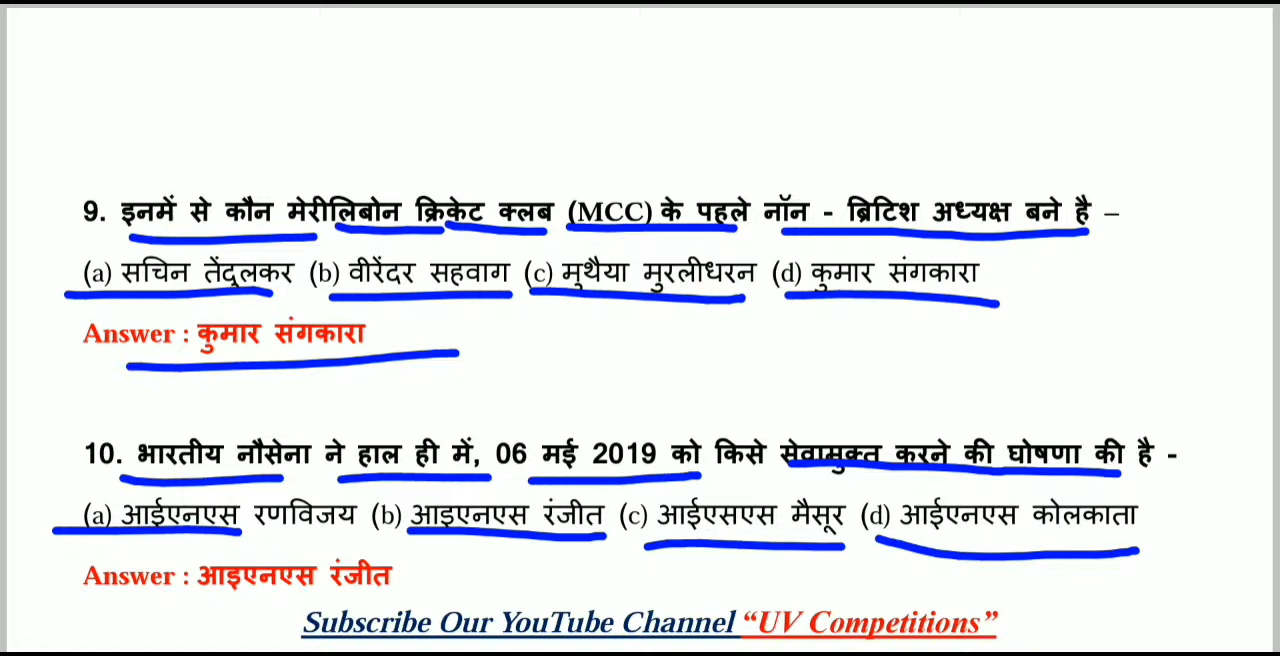 9. इनमें से कौन मेरीलिबोन क्रिकेट क्लब (MCC) के पहले नॉन - ब्रिटिश अध्यक्ष बने है –
(a) सचिन तेंदुलकर (b) वीरेंदर सहवाग (c) मुथैया मुरलीधरन (d) कुमार संगकारा
Answer : कुमार संगकारा
10. भारतीय नौसेना ने हाल ही में, 06 मई 2019 को किसे सेवामुक्त करने की घोषणा की है -
(a) आईएनएस रणविजय (b) आइएनएस रंजीत (c) आईएसएस मैसूर (d) आईएनएस कोलकाता
Answer : आइएनएस रंजीत
Subscribe Our YouTube Channel “UV Competitions”